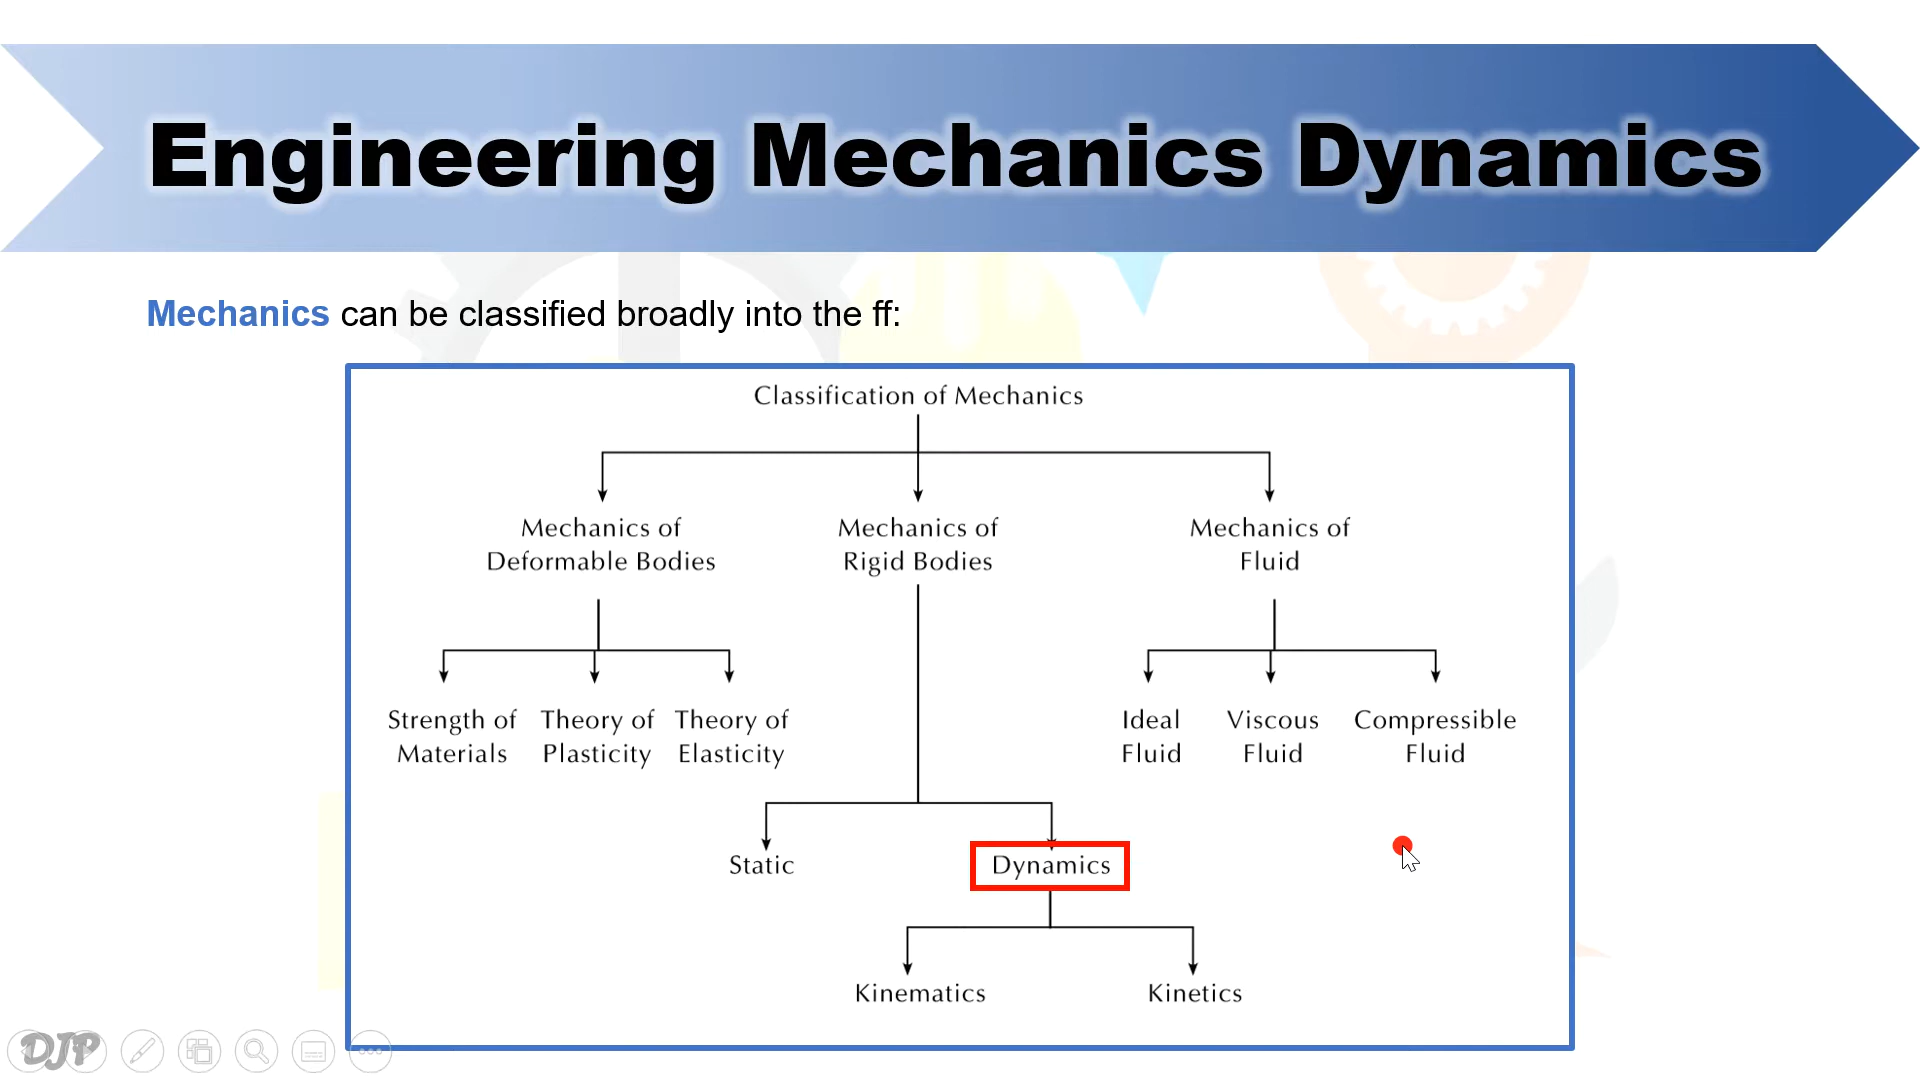 Engineering Mechanics Dynamics
Mechanics can be classified broadly into the ff:
Classification of Mechanics
Mechanics of
Deformable Bodies
Mechanics of
Rigid Bodies
Mechanics of
Fluid
Strength of
Materials
Theory of
Plasticity
Theory of
Elasticity
Ideal
Fluid
Viscous
Fluid
Compressible
Fluid
Static
Dynamics
Kinematics
Kinetics
DJP